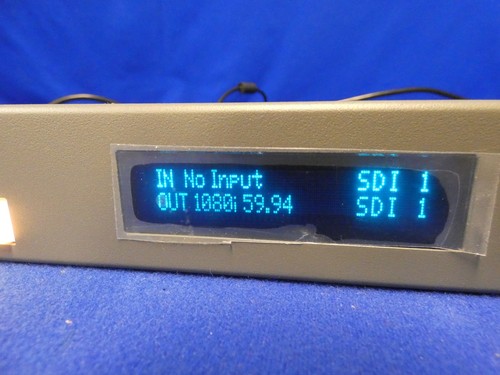 IN No Input SDI 1
OUT 1080i 59.94 SDI 1